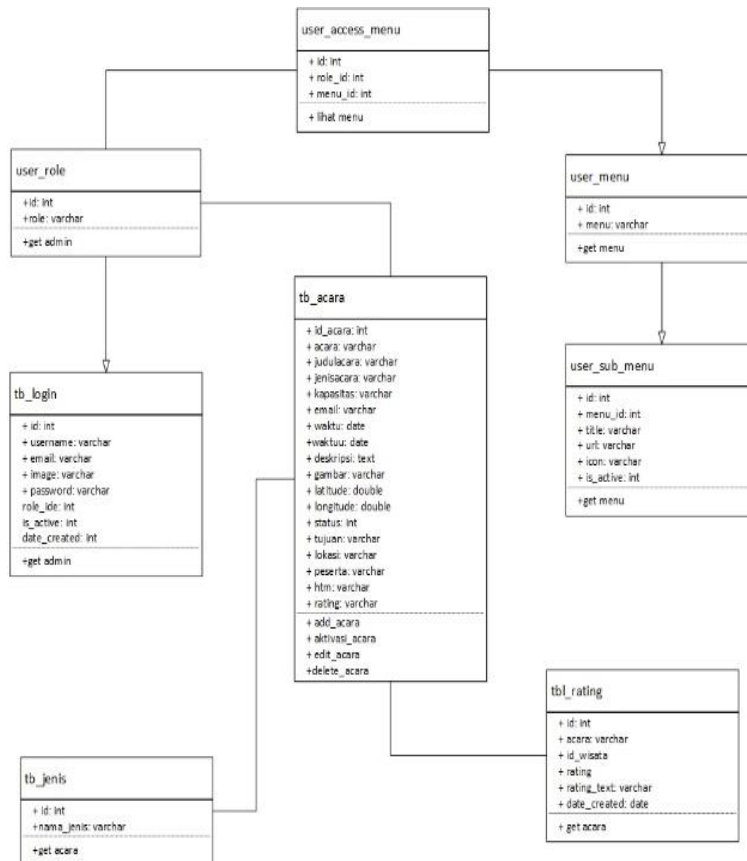 user_access_menu
+ id: int
+ role_id: int
+ menu_id: int
+ lihat menu
user_role
+id: int
+role: varchar
+get admin
user_menu
+ id: int
+ menu: varchar
+get menu
tb_acara
+ id_acara: int
+ acara: varchar
+ judulacara: varchar
+ jenisacara: varchar
+ kapasitas: varchar
+ email: varchar
+ waktu: date
+waktuu: date
+ deskripsi: text
+ gambar: varchar
+ latitude: double
+ longitude: double
+ status: int
+ tujuan: varchar
+ lokasi: varchar
+ peserta: varchar
+ htm: varchar
+ rating: varchar
+ add_acara
+ aktivasi_acara
+ edit_acara
+delete_acara
tb_login
+ id: int
+ username: varchar
+ email: varchar
+ image: varchar
+ password: varchar
role_ide: int
is_active: int
date_created: int
+get admin
user_sub_menu
+ id: int
+ menu_id: int
+ title: varchar
+ url: varchar
+ icon: varchar
+ is_active: int
+get menu
tbl_rating
+ id: int
+ acara: varchar
+ id_wisata
+ rating
+ rating_text: varchar
+ date_created: date
+ get acara
tb_jenis
+ id: int
+nama_jenis: varchar
+get acara